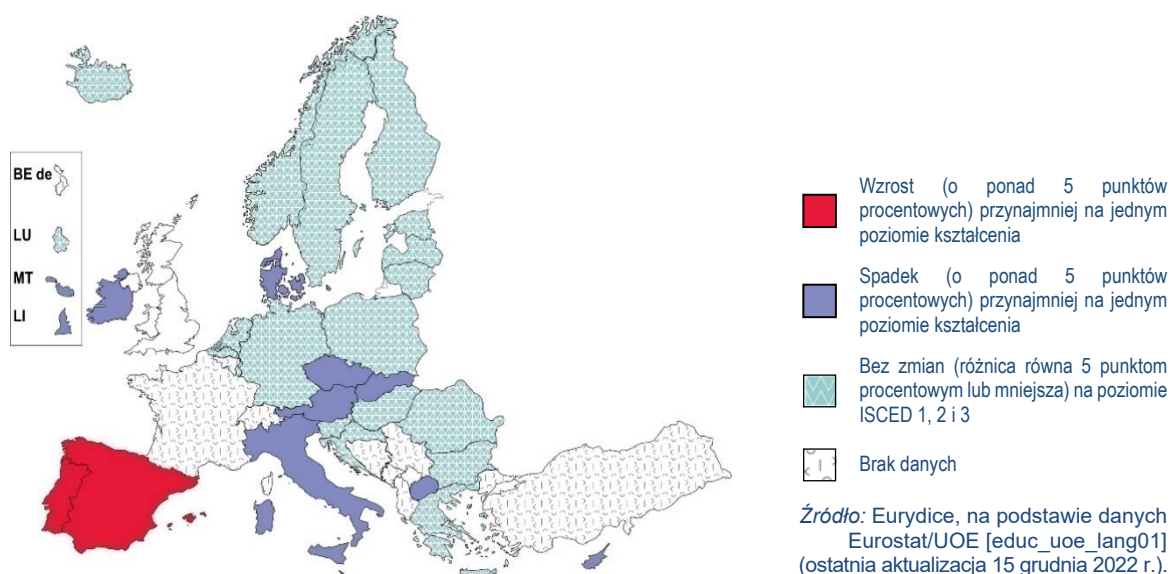 BE de
LU
MT
LI
Wzrost (o ponad 5 punktów
procentowych) przynajmniej na jednym
poziomie kształcenia
Spadek (o ponad 5 punktów
procentowych) przynajmniej na jednym
poziomie kształcenia
Bez zmian (różnica równa 5 punktom
procentowym lub mniejsza) na poziomie
ISCED 1, 2 i 3
Brak danych
Źródło: Eurydice, na podstawie danych
Eurostat/UOE [educ_uoe_lang01]
(ostatnia aktualizacja 15 grudnia 2022 r.).